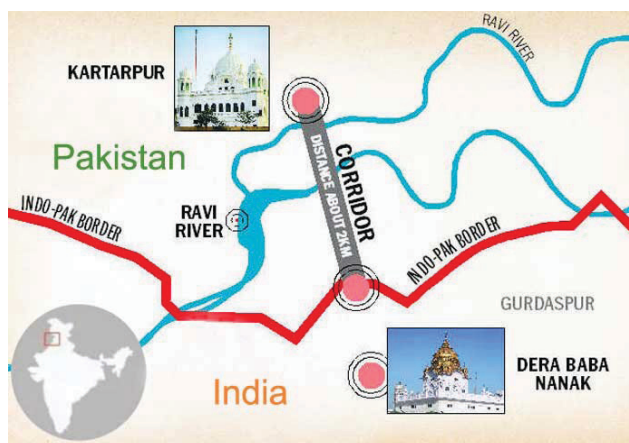 KARTARPUR
RAVI RIVER
Pakistan
CORRIDOR
DISTANCE ABOUT 2KM
RAVI
RIVER
INDO-PAK BORDER
INDO-PAK BORDER
GURDASPUR
DERA BABA
NANAK
India